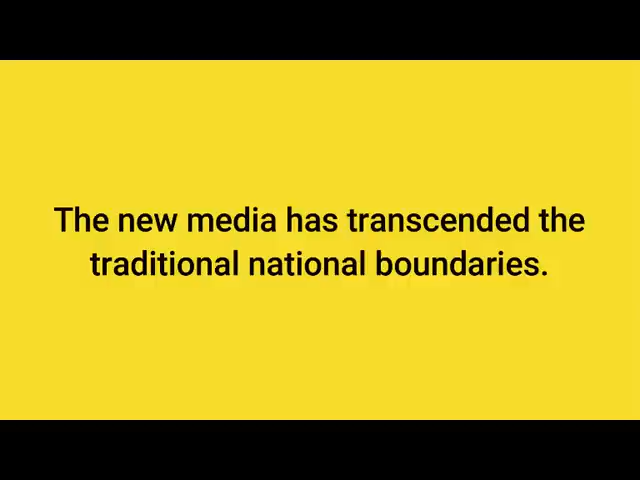 The new media has transcended the
traditional national boundaries.